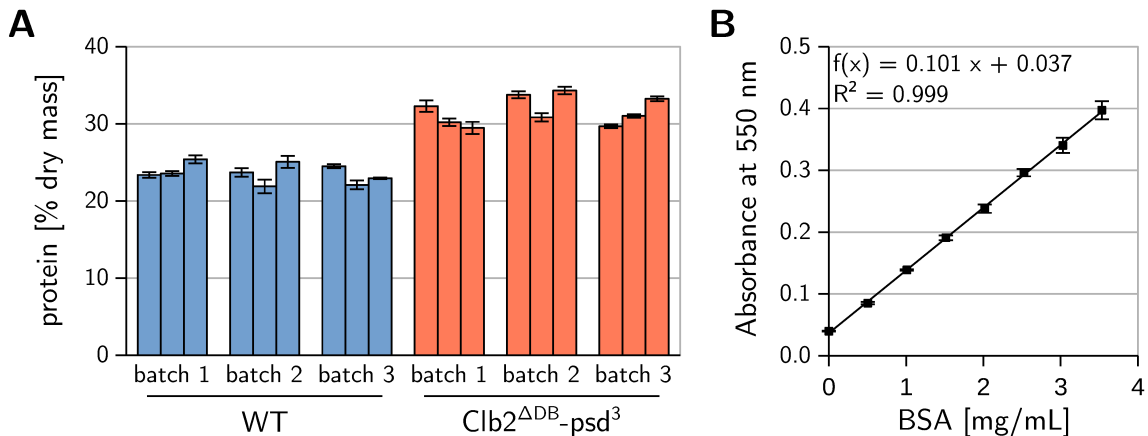 A
protein [% dry mass]
40
30
20
10
0
batch 1 batch 2 batch 3 batch 1 batch 2 batch 3
WT Clb2^ΔDB-psd³
B
Absorbance at 550 nm
0.5
0.4
0.3
0.2
0.1
0.0
f(x) = 0.101 x + 0.037
R² = 0.999
0 1 2 3 4
BSA [mg/mL]